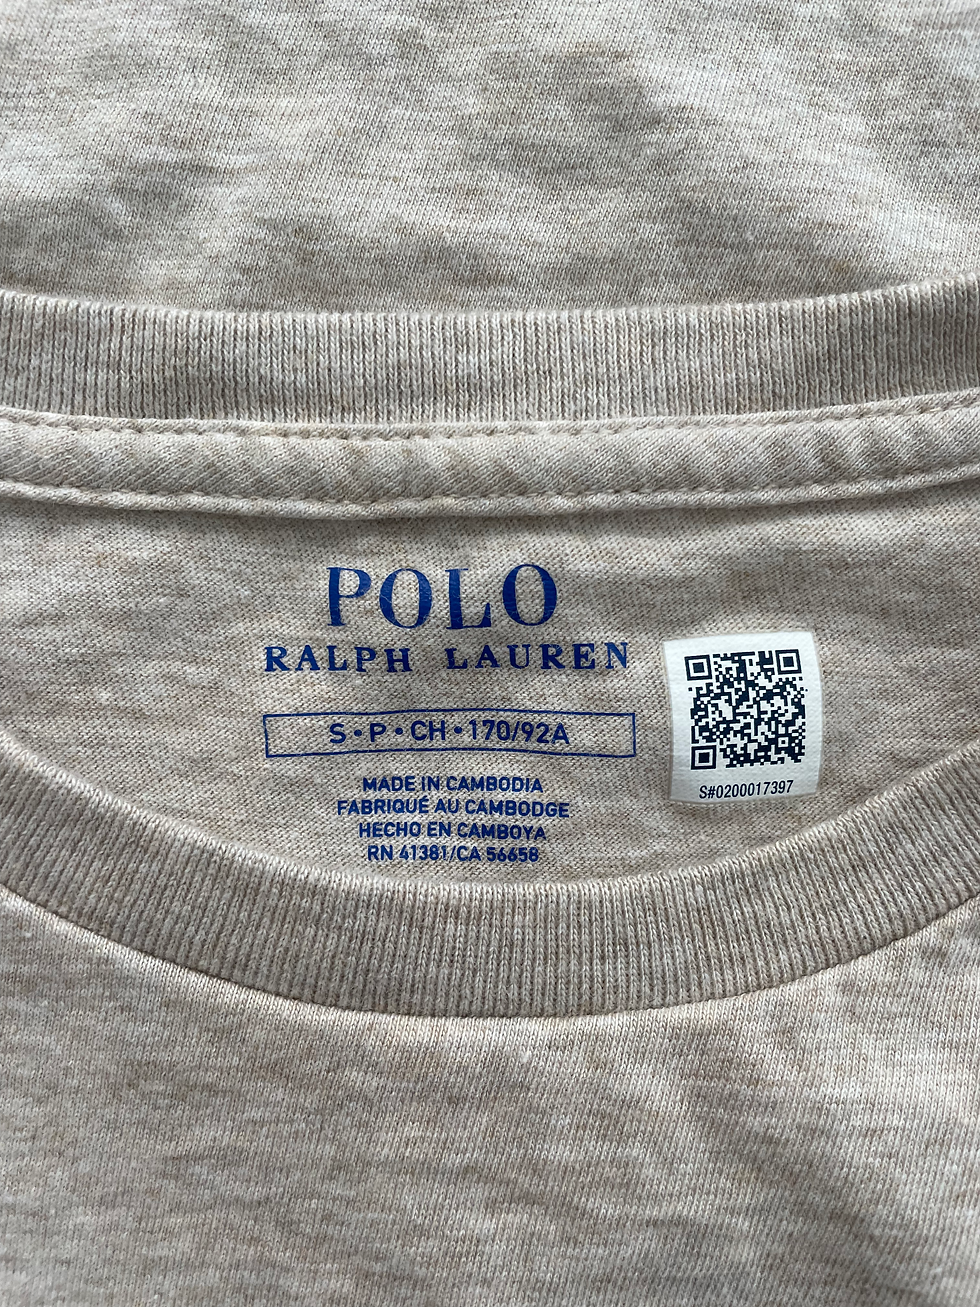 POLO
RALPH LAUREN
S•P•CH•170/92A
MADE IN CAMBODIA
FABRIQUÉ AU CAMBODGE
HECHO EN CAMBOYA
RN 41381/CA 56658
S#0200017397